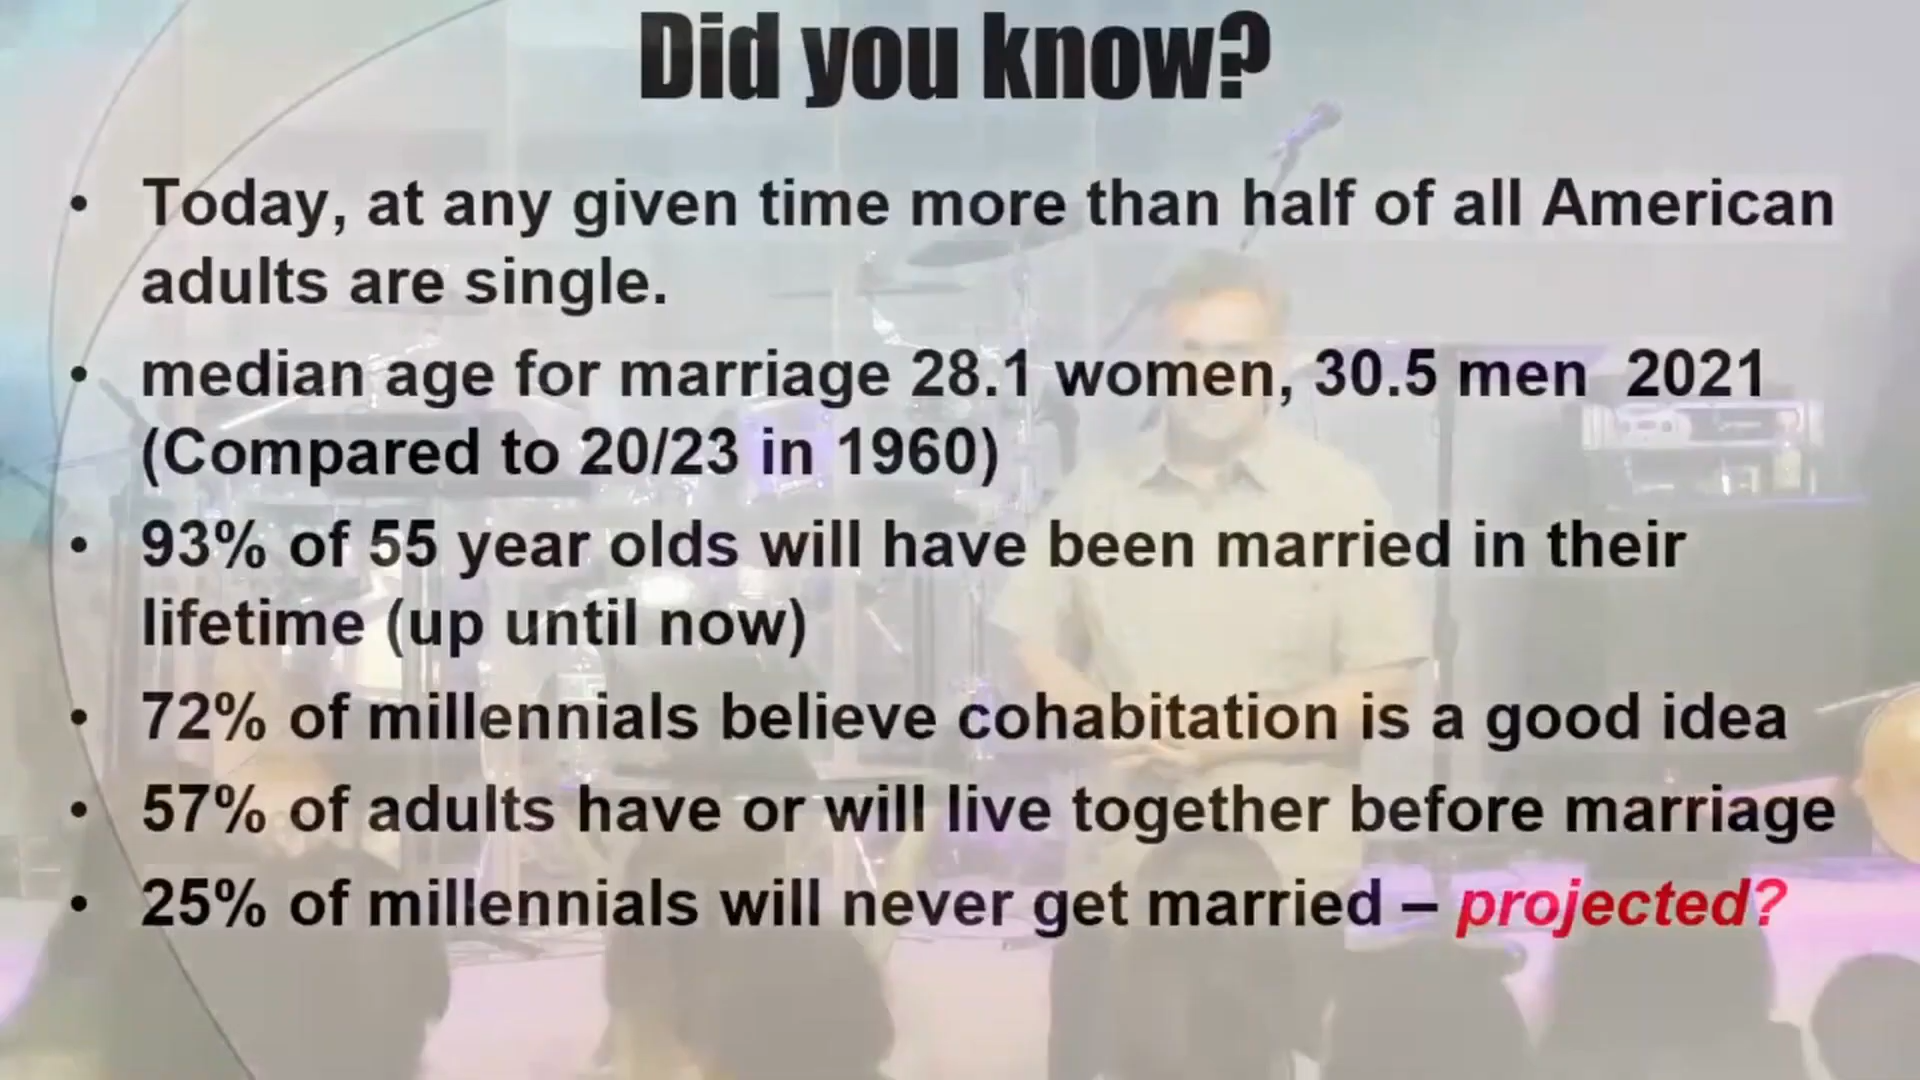 Did you know?
• Today, at any given time more than half of all American
adults are single.
• median age for marriage 28.1 women, 30.5 men 2021
(Compared to 20/23 in 1960)
• 93% of 55 year olds will have been married in their
lifetime (up until now)
• 72% of millennials believe cohabitation is a good idea
• 57% of adults have or will live together before marriage
• 25% of millennials will never get married – projected?